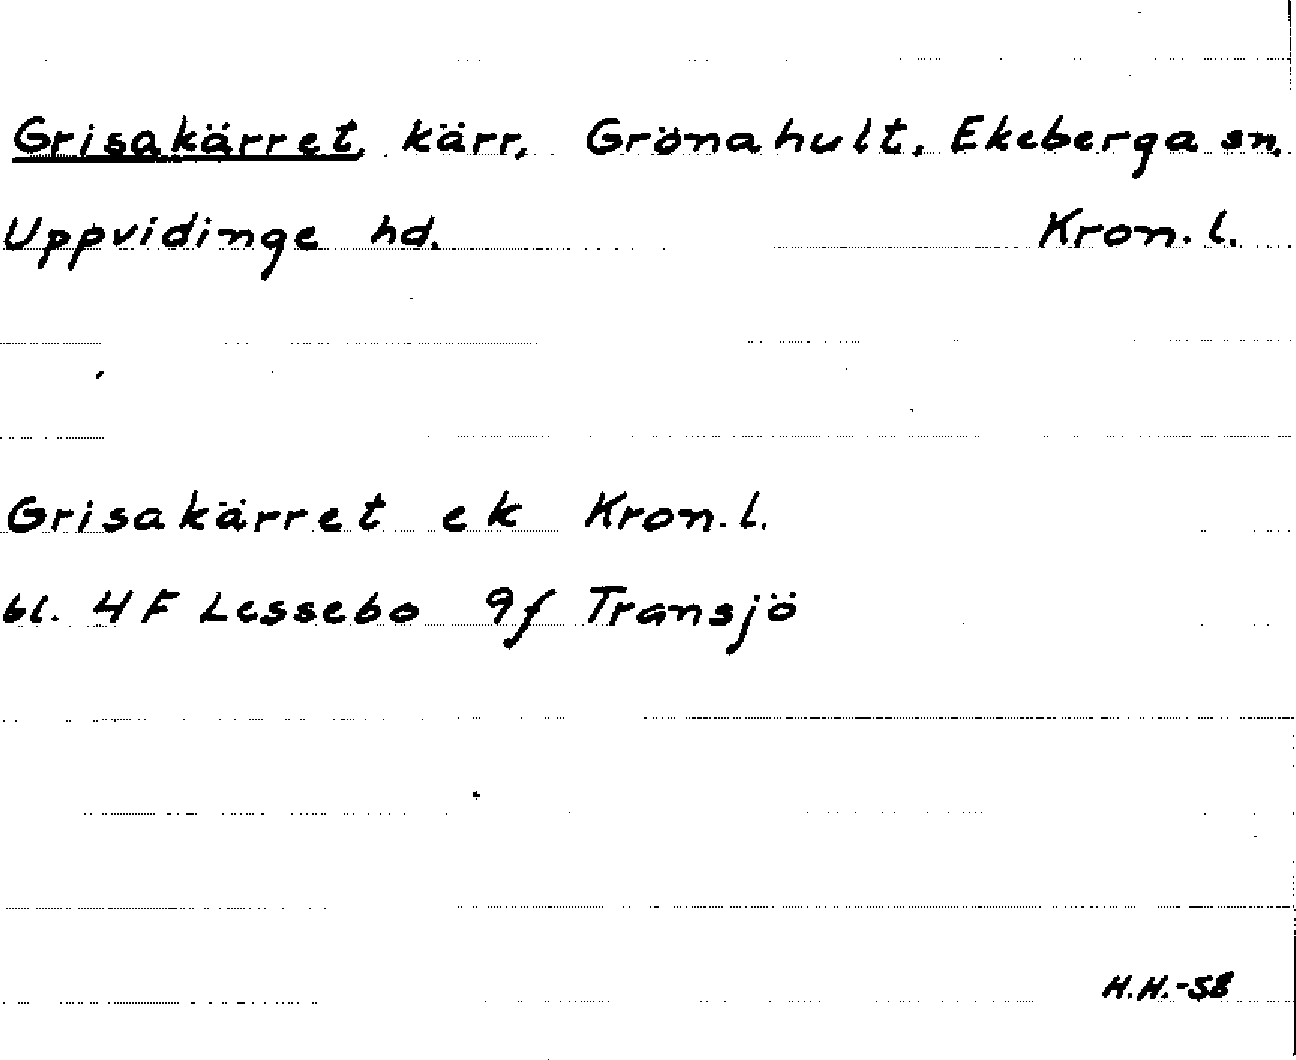 Grisakärret, kärr, Grönahult, Ekeberga sn.
Uppvidinge hd. Kron. l.
Grisakärret ek Kron. l.
bl. 4F Lessebo 9f Transjö
H.H.-58